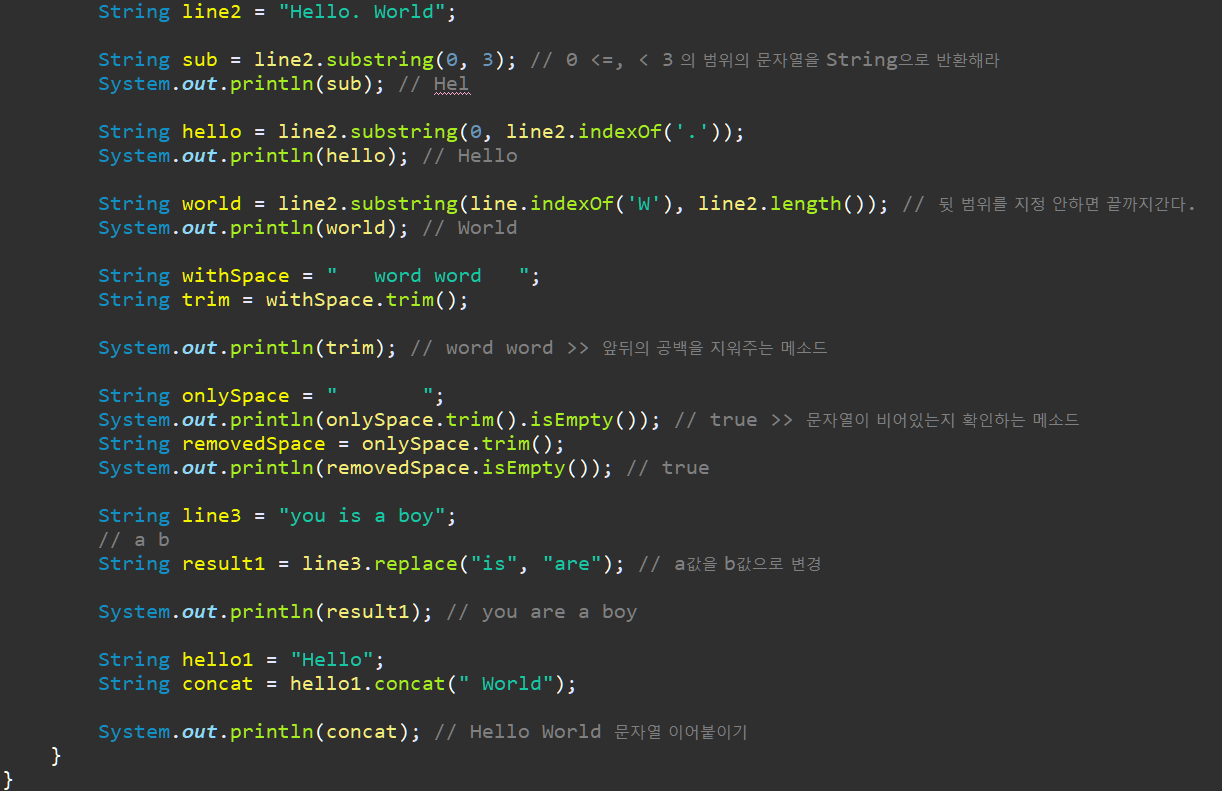 String line2 = "Hello. World";
String sub = line2.substring(0, 3); // 0 <=, < 3 의 범위의 문자열을 String으로 반환해라
System.out.println(sub); // Hel
String hello = line2.substring(0, line2.indexOf('.'));
System.out.println(hello); // Hello
String world = line2.substring(line.indexOf('W'), line2.length()); // 뒷 범위를 지정 안하면 끝까지간다.
System.out.println(world); // World
String withSpace = "   word word   ";
String trim = withSpace.trim();
System.out.println(trim); // word word >> 앞뒤의 공백을 지워주는 메소드
String onlySpace = "       ";
System.out.println(onlySpace.trim().isEmpty()); // true >> 문자열이 비어있는지 확인하는 메소드
String removedSpace = onlySpace.trim();
System.out.println(removedSpace.isEmpty()); // true
String line3 = "you is a boy";
// a b
String result1 = line3.replace("is", "are"); // a값을 b값으로 변경
System.out.println(result1); // you are a boy
String hello1 = "Hello";
String concat = hello1.concat(" World");
System.out.println(concat); // Hello World 문자열 이어붙이기
}
}